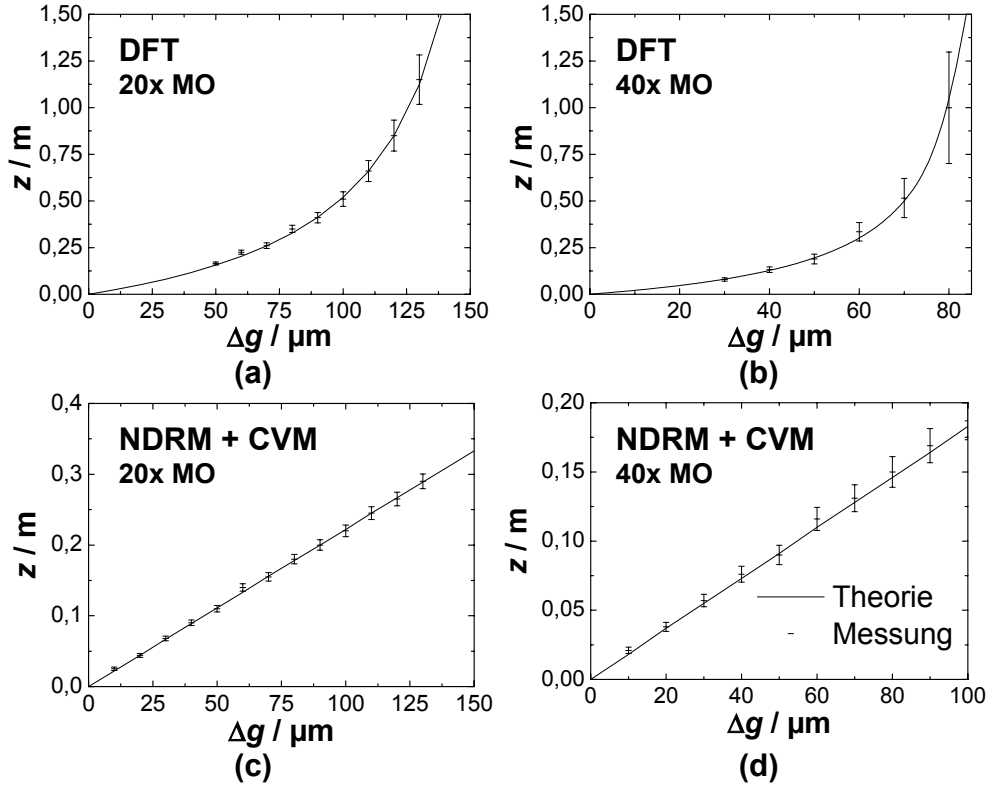 1,50
1,25
1,00
0,75
0,50
0,25
0,00
z / m
DFT
20x MO
0 25 50 75 100 125 150
Δg / µm
(a)
1,50
1,25
1,00
0,75
0,50
0,25
0,00
z / m
DFT
40x MO
0 20 40 60 80
Δg / µm
(b)
0,4
0,3
0,2
0,1
0,0
z / m
NDRM + CVM
20x MO
0 25 50 75 100 125 150
Δg / µm
(c)
0,20
0,15
0,10
0,05
0,00
z / m
NDRM + CVM
40x MO
Theorie
Messung
0 20 40 60 80 100
Δg / µm
(d)